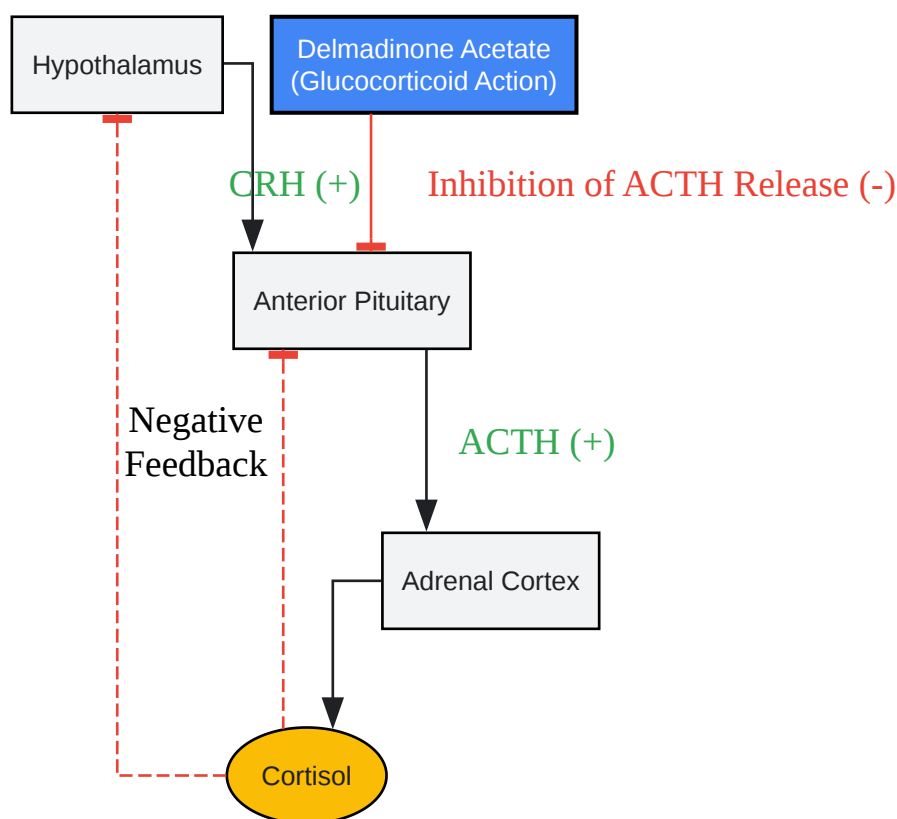 Hypothalamus
Delmadinone Acetate
(Glucocorticoid Action)
CRH (+)
Inhibition of ACTH Release (-)
Anterior Pituitary
Negative
Feedback
ACTH (+)
Adrenal Cortex
Cortisol